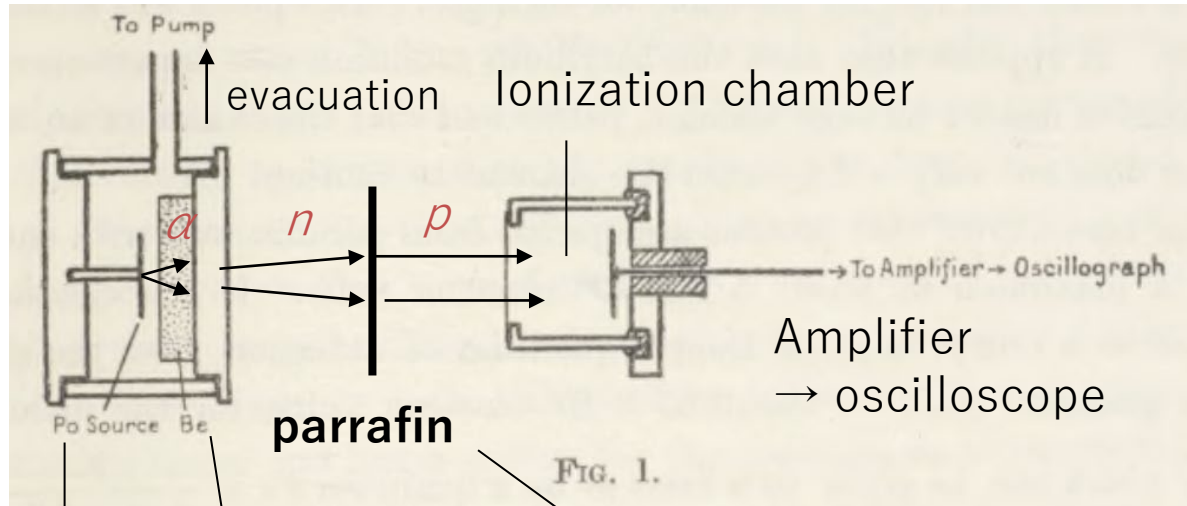 To Pump
evacuation
Ionization chamber
α
n
p
→ To Amplifier → Oscillograph
Amplifier
→ oscilloscope
Po Source Be
parrafin
FIG. 1.